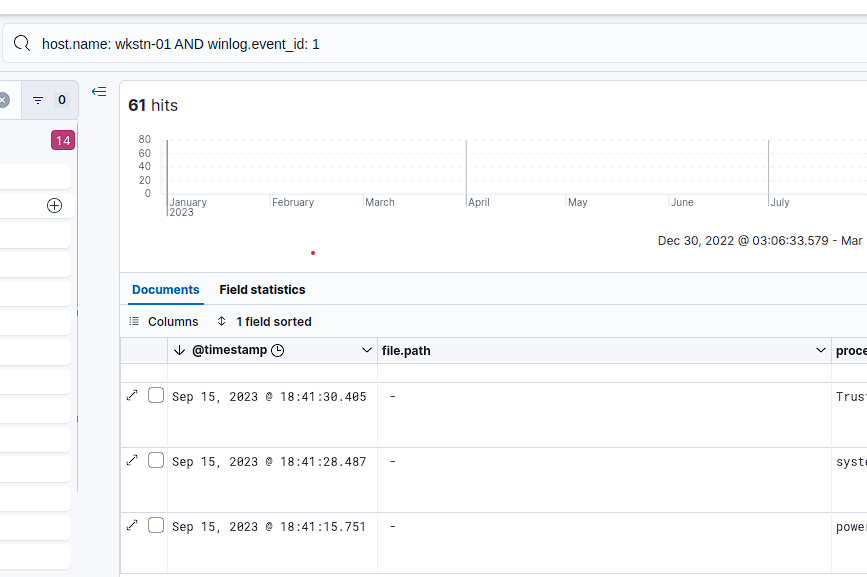 host.name: wkstn-01 AND winlog.event_id: 1
0
61 hits
14
80
60
40
20
0
January February March April May June July
2023
Dec 30, 2022 @ 03:06:33.579 - Mar
Documents Field statistics
Columns 1 field sorted
@timestamp file.path proce
Sep 15, 2023 @ 18:41:30.405 - Trus
Sep 15, 2023 @ 18:41:28.487 - syste
Sep 15, 2023 @ 18:41:15.751 - power